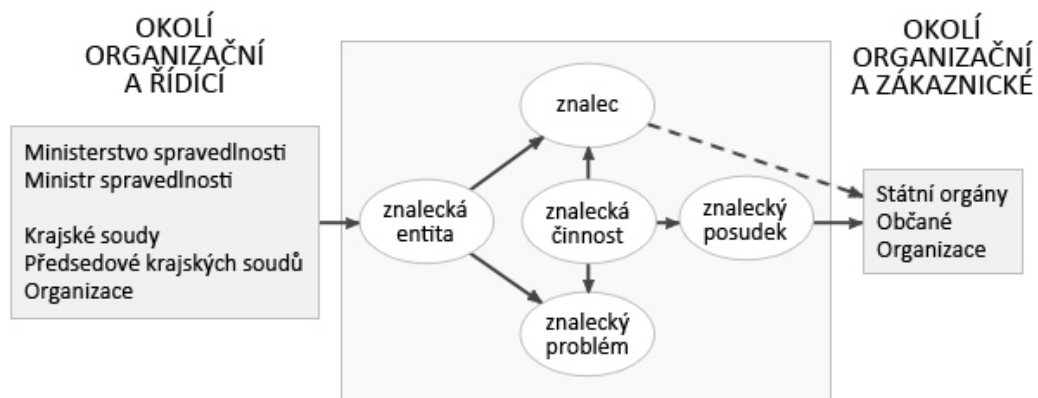 OKOLÍ
ORGANIZAČNÍ
A ŘÍDÍCÍ
Ministerstvo spravedlnosti
Ministr spravedlnosti
Krajské soudy
Předsedové krajských soudů
Organizace
znalec
znalecká
entita
znalecká
činnost
znalecký
posudek
znalecký
problém
OKOLÍ
ORGANIZAČNÍ
A ZÁKAZNICKÉ
Státní orgány
Občané
Organizace